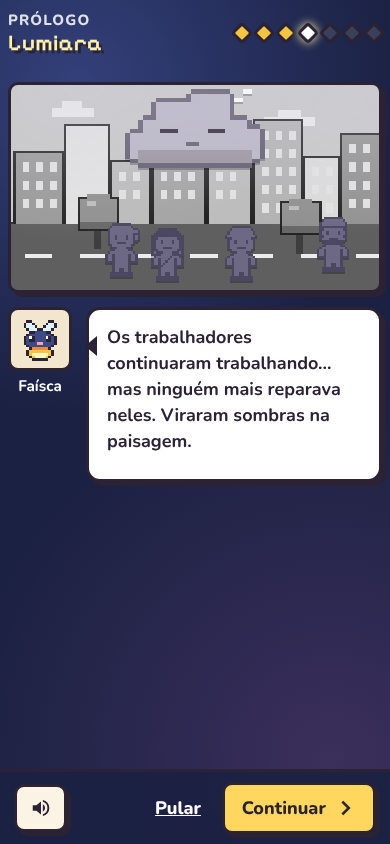 PRÓLOGO
Lumiara
Faísca
Os trabalhadores
continuaram trabalhando...
mas ninguém mais reparava
neles. Viraram sombras na
paisagem.
Pular
Continuar